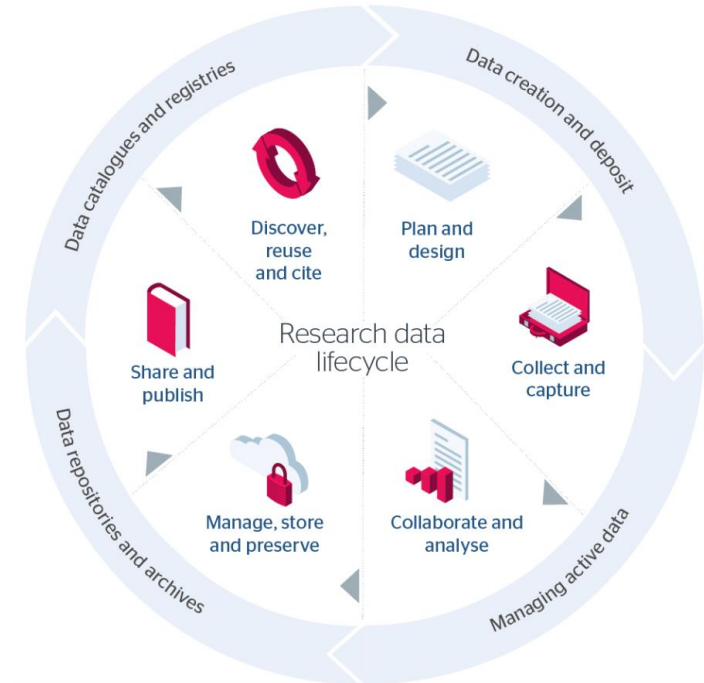 Data catalogues and registries
Data creation and deposit
Discover,
reuse
and cite
Plan and
design
Share and
publish
Research data
lifecycle
Collect and
capture
Manage, store
and preserve
Collaborate and
analyse
Data repositories and archives
Managing active data